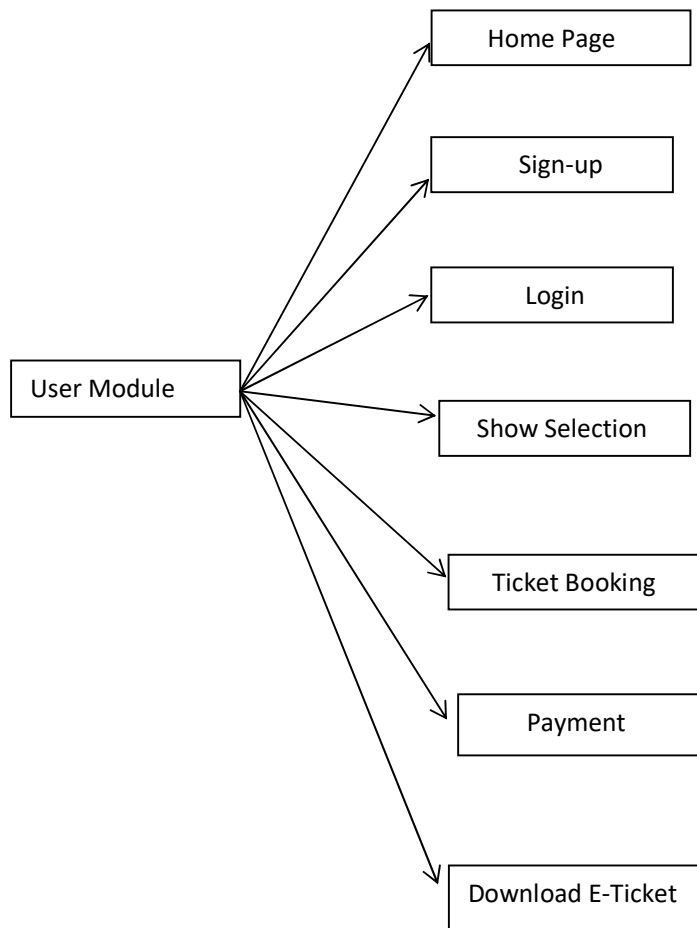 Home Page
Sign-up
Login
User Module
Show Selection
Ticket Booking
Payment
Download E-Ticket